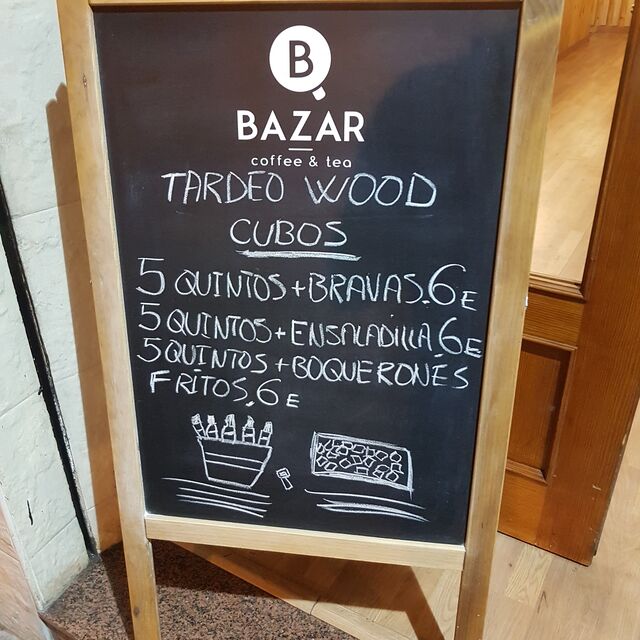 B
BAZAR
coffee & tea
TARDEO WOOD
CUBOS
5 QUINTOS+BRAVAS.6E
5 QUINTOS+ENSALADILLA.6E
5 QUINTOS+BOQUERONES
FRITOS.6E